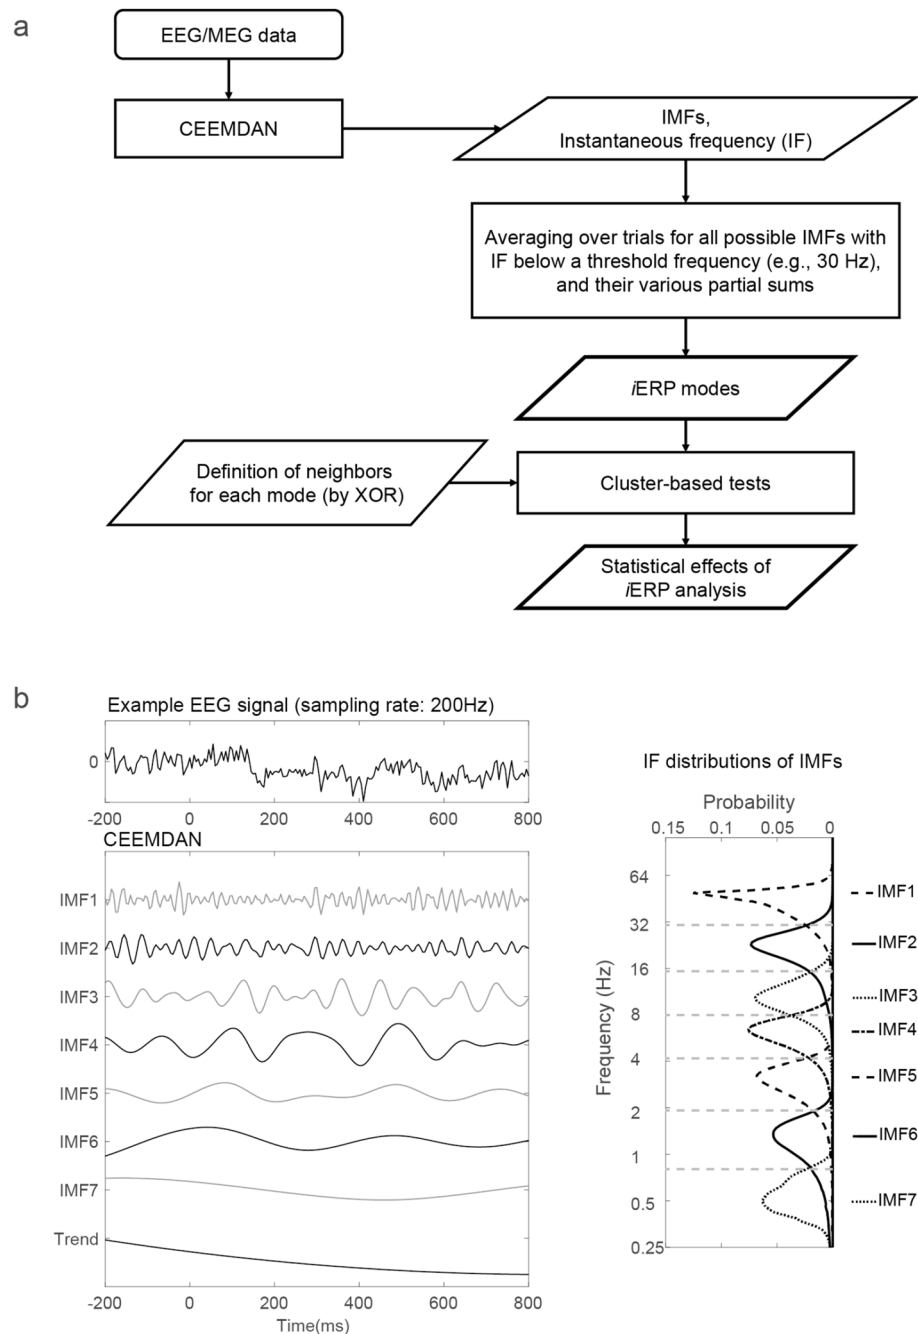 a
EEG/MEG data
CEEMDAN
IMFs,
Instantaneous frequency (IF)
Averaging over trials for all possible IMFs with
IF below a threshold frequency (e.g., 30 Hz),
and their various partial sums
iERP modes
Definition of neighbors
for each mode (by XOR)
Cluster-based tests
Statistical effects of
iERP analysis
b
Example EEG signal (sampling rate: 200Hz)
0
-200 0 200 400 600 800
CEEMDAN
IMF1
IMF2
IMF3
IMF4
IMF5
IMF6
IMF7
Trend
-200 0 200 400 600 800
Time(ms)
IF distributions of IMFs
Probability
0.15 0.1 0.05 0
Frequency (Hz)
64
32
16
8
4
2
1
0.5
0.25
IMF1
IMF2
IMF3
IMF4
IMF5
IMF6
IMF7